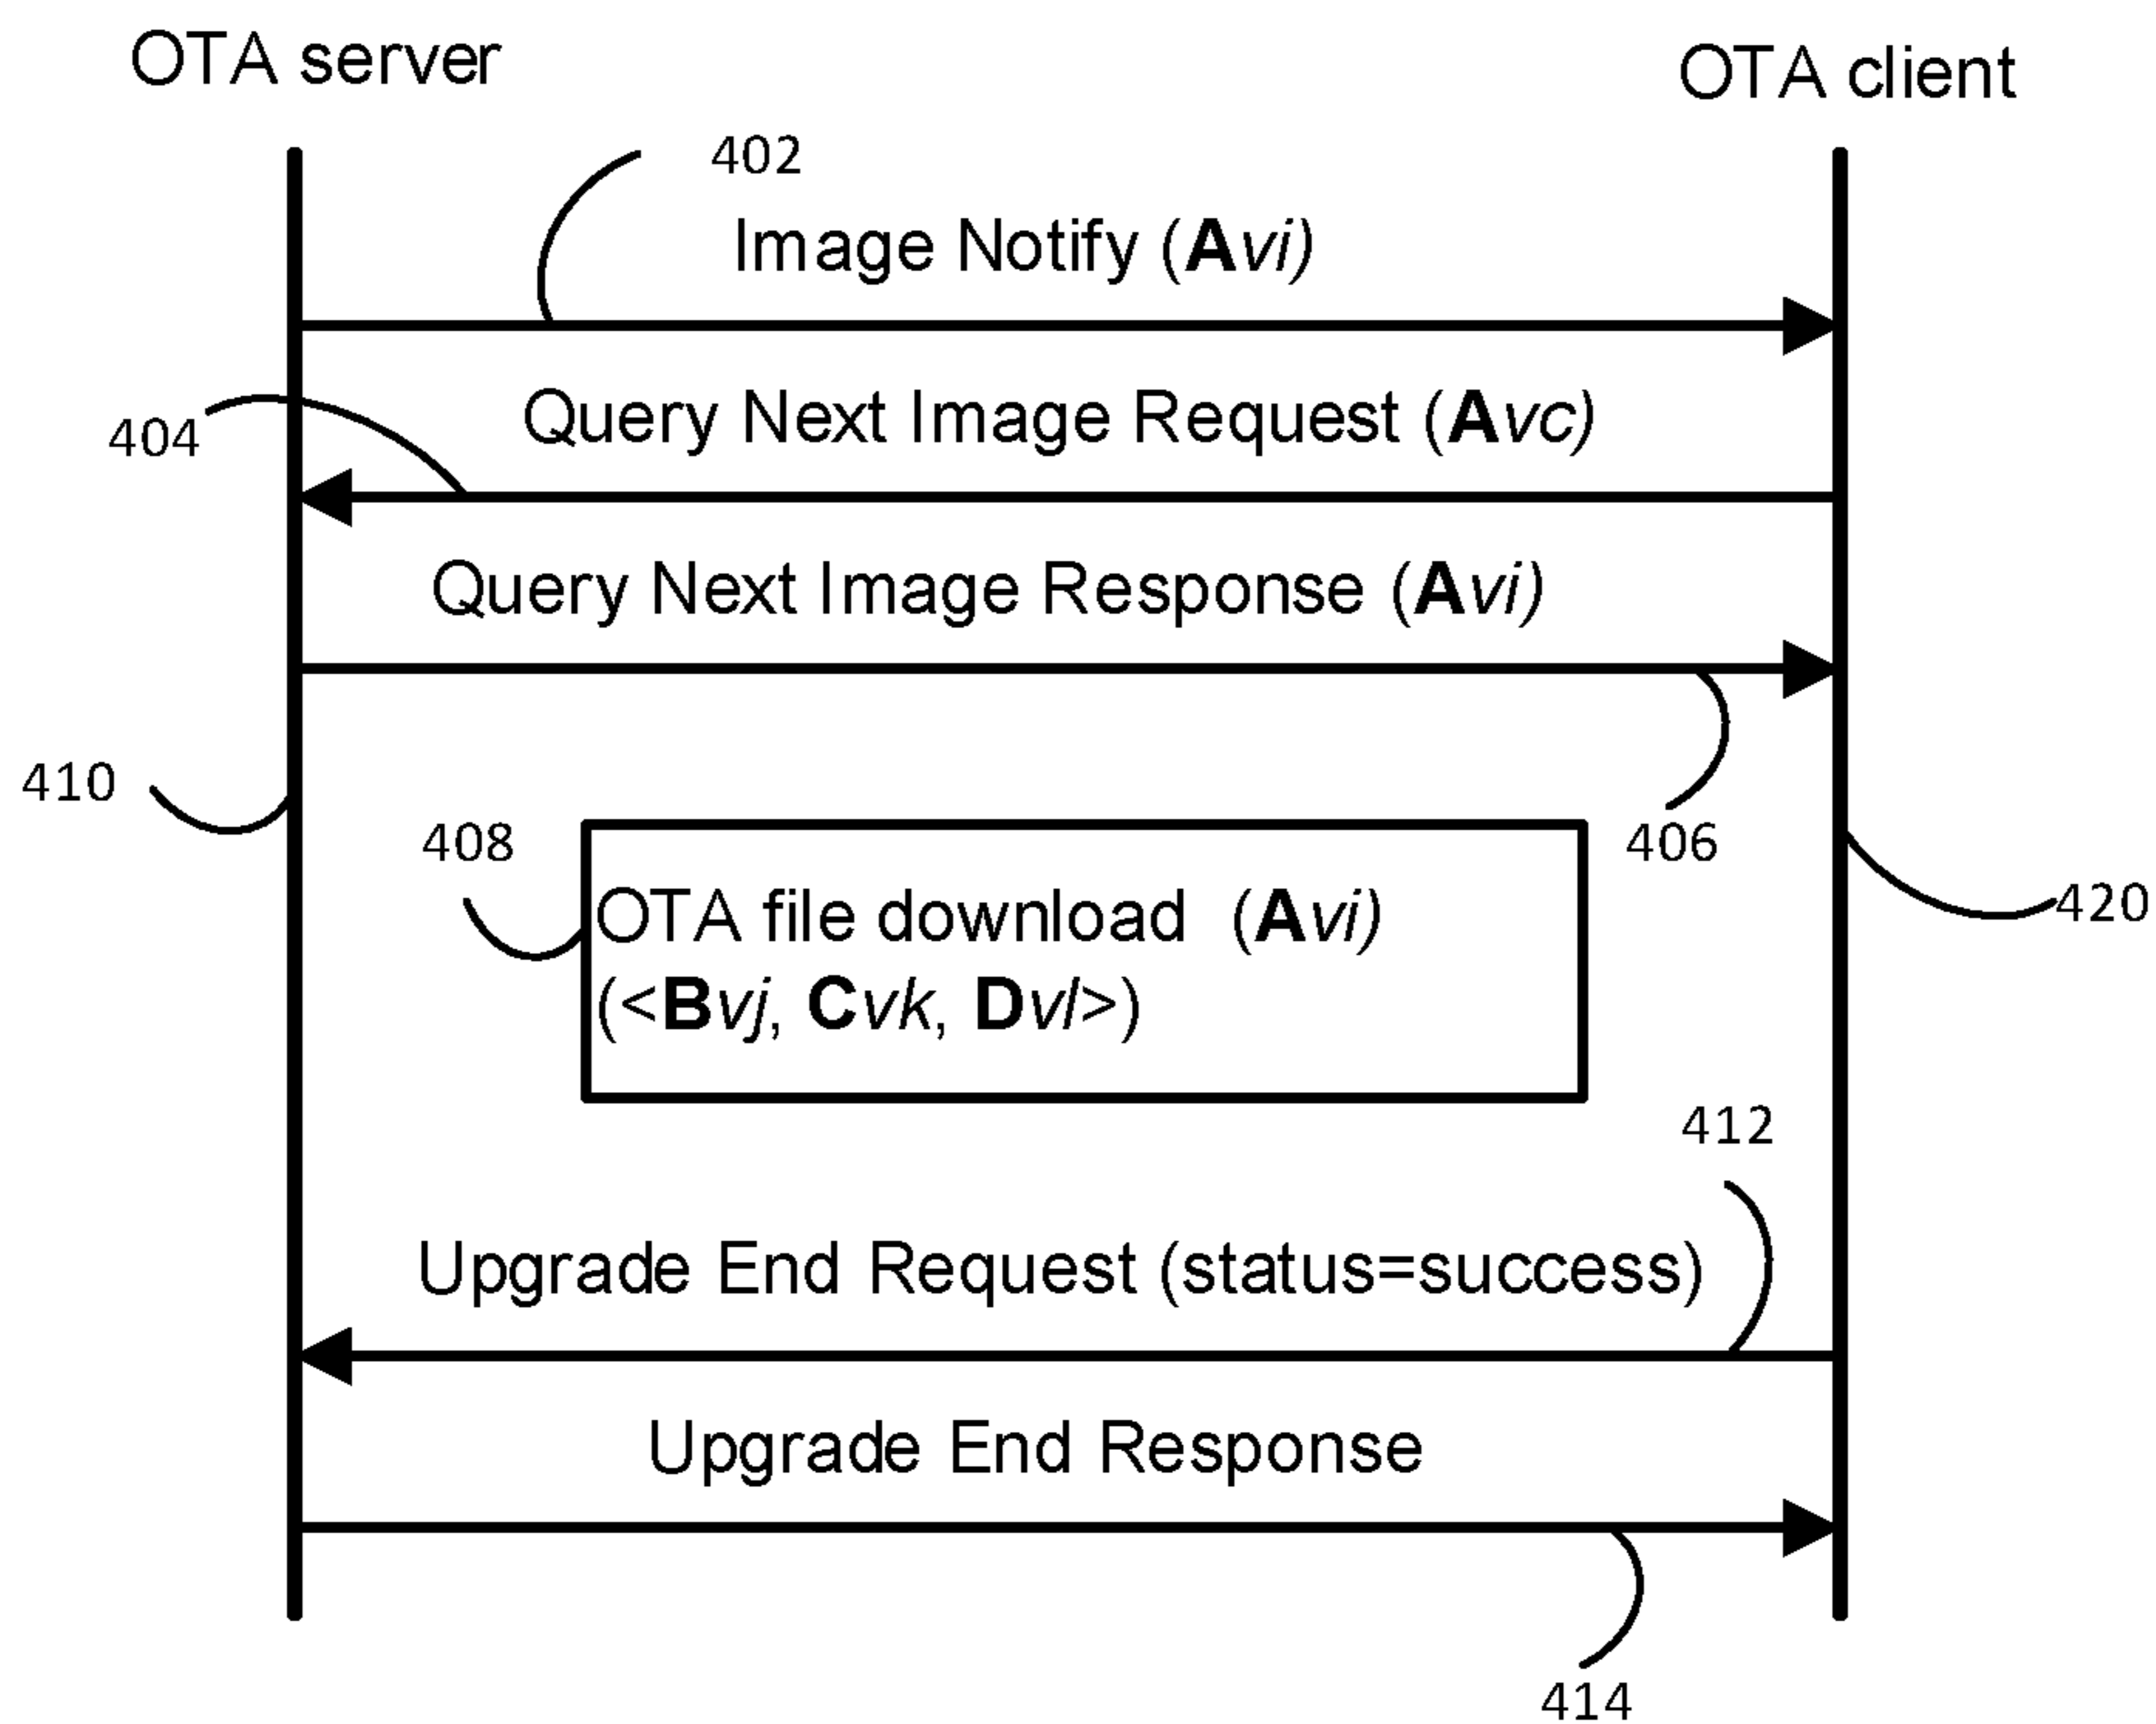 OTA server
OTA client
402
Image Notify (Avi)
404
Query Next Image Request (Avc)
Query Next Image Response (Avi)
410
408
406
420
OTA file download (Avi)
(<Bvj, Cvk, Dvl>)
412
Upgrade End Request (status=success)
Upgrade End Response
414